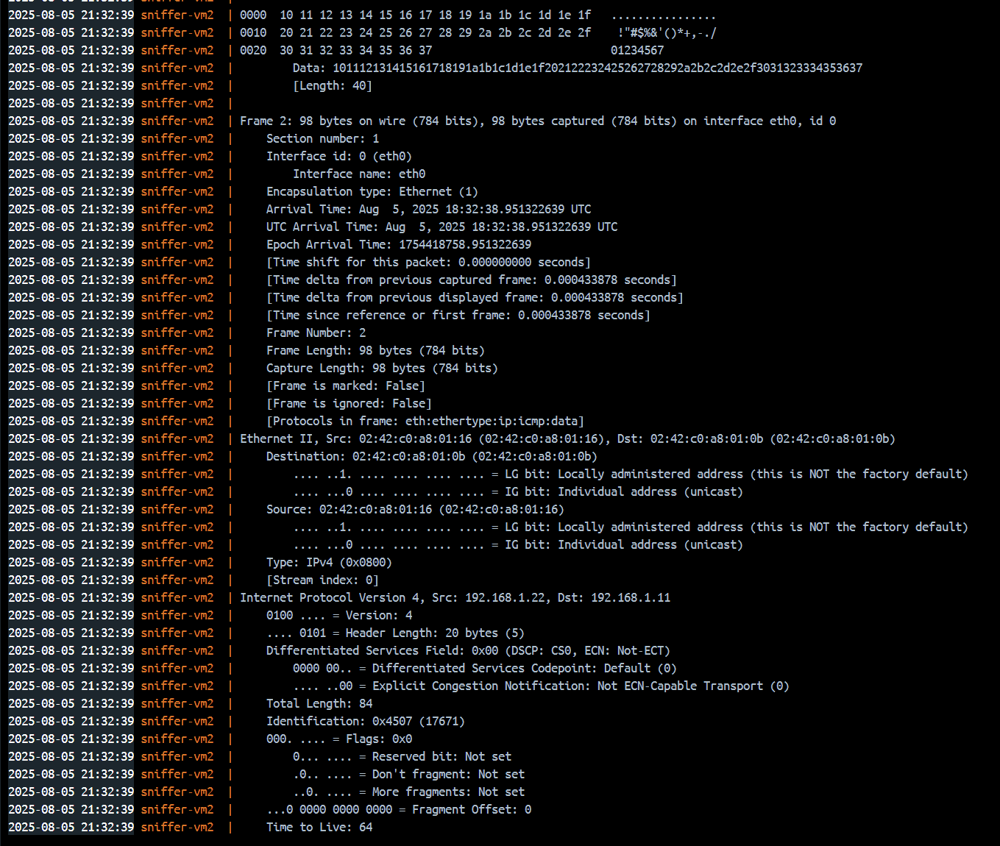 2025-08-05 21:32:39 sniffer-vm2  |
2025-08-05 21:32:39 sniffer-vm2  | 0000  10 11 12 13 14 15 16 17 18 19 1a 1b 1c 1d 1e 1f   ................
2025-08-05 21:32:39 sniffer-vm2  | 0010  20 21 22 23 24 25 26 27 28 29 2a 2b 2c 2d 2e 2f    !"#$%&'()*+,-./
2025-08-05 21:32:39 sniffer-vm2  | 0020  30 31 32 33 34 35 36 37                           01234567
2025-08-05 21:32:39 sniffer-vm2  |         Data: 101112131415161718191a1b1c1d1e1f202122232425262728292a2b2c2d2e2f3031323334353637
2025-08-05 21:32:39 sniffer-vm2  |         [Length: 40]
2025-08-05 21:32:39 sniffer-vm2  |
2025-08-05 21:32:39 sniffer-vm2  | Frame 2: 98 bytes on wire (784 bits), 98 bytes captured (784 bits) on interface eth0, id 0
2025-08-05 21:32:39 sniffer-vm2  |     Section number: 1
2025-08-05 21:32:39 sniffer-vm2  |     Interface id: 0 (eth0)
2025-08-05 21:32:39 sniffer-vm2  |         Interface name: eth0
2025-08-05 21:32:39 sniffer-vm2  |     Encapsulation type: Ethernet (1)
2025-08-05 21:32:39 sniffer-vm2  |     Arrival Time: Aug  5, 2025 18:32:38.951322639 UTC
2025-08-05 21:32:39 sniffer-vm2  |     UTC Arrival Time: Aug  5, 2025 18:32:38.951322639 UTC
2025-08-05 21:32:39 sniffer-vm2  |     Epoch Arrival Time: 1754418758.951322639
2025-08-05 21:32:39 sniffer-vm2  |     [Time shift for this packet: 0.000000000 seconds]
2025-08-05 21:32:39 sniffer-vm2  |     [Time delta from previous captured frame: 0.000433878 seconds]
2025-08-05 21:32:39 sniffer-vm2  |     [Time delta from previous displayed frame: 0.000433878 seconds]
2025-08-05 21:32:39 sniffer-vm2  |     [Time since reference or first frame: 0.000433878 seconds]
2025-08-05 21:32:39 sniffer-vm2  |     Frame Number: 2
2025-08-05 21:32:39 sniffer-vm2  |     Frame Length: 98 bytes (784 bits)
2025-08-05 21:32:39 sniffer-vm2  |     Capture Length: 98 bytes (784 bits)
2025-08-05 21:32:39 sniffer-vm2  |     [Frame is marked: False]
2025-08-05 21:32:39 sniffer-vm2  |     [Frame is ignored: False]
2025-08-05 21:32:39 sniffer-vm2  |     [Protocols in frame: eth:ethertype:ip:icmp:data]
2025-08-05 21:32:39 sniffer-vm2  | Ethernet II, Src: 02:42:c0:a8:01:16 (02:42:c0:a8:01:16), Dst: 02:42:c0:a8:01:0b (02:42:c0:a8:01:0b)
2025-08-05 21:32:39 sniffer-vm2  |     Destination: 02:42:c0:a8:01:0b (02:42:c0:a8:01:0b)
2025-08-05 21:32:39 sniffer-vm2  |         .... ..1. .... .... .... .... = LG bit: Locally administered address (this is NOT the factory default)
2025-08-05 21:32:39 sniffer-vm2  |         .... ...0 .... .... .... .... = IG bit: Individual address (unicast)
2025-08-05 21:32:39 sniffer-vm2  |     Source: 02:42:c0:a8:01:16 (02:42:c0:a8:01:16)
2025-08-05 21:32:39 sniffer-vm2  |         .... ..1. .... .... .... .... = LG bit: Locally administered address (this is NOT the factory default)
2025-08-05 21:32:39 sniffer-vm2  |         .... ...0 .... .... .... .... = IG bit: Individual address (unicast)
2025-08-05 21:32:39 sniffer-vm2  |     Type: IPv4 (0x0800)
2025-08-05 21:32:39 sniffer-vm2  |     [Stream index: 0]
2025-08-05 21:32:39 sniffer-vm2  | Internet Protocol Version 4, Src: 192.168.1.22, Dst: 192.168.1.11
2025-08-05 21:32:39 sniffer-vm2  |     0100 .... = Version: 4
2025-08-05 21:32:39 sniffer-vm2  |     .... 0101 = Header Length: 20 bytes (5)
2025-08-05 21:32:39 sniffer-vm2  |     Differentiated Services Field: 0x00 (DSCP: CS0, ECN: Not-ECT)
2025-08-05 21:32:39 sniffer-vm2  |         0000 00.. = Differentiated Services Codepoint: Default (0)
2025-08-05 21:32:39 sniffer-vm2  |         .... ..00 = Explicit Congestion Notification: Not ECN-Capable Transport (0)
2025-08-05 21:32:39 sniffer-vm2  |     Total Length: 84
2025-08-05 21:32:39 sniffer-vm2  |     Identification: 0x4507 (17671)
2025-08-05 21:32:39 sniffer-vm2  |     000. .... = Flags: 0x0
2025-08-05 21:32:39 sniffer-vm2  |         0... .... = Reserved bit: Not set
2025-08-05 21:32:39 sniffer-vm2  |         .0.. .... = Don't fragment: Not set
2025-08-05 21:32:39 sniffer-vm2  |         ..0. .... = More fragments: Not set
2025-08-05 21:32:39 sniffer-vm2  |     ...0 0000 0000 0000 = Fragment Offset: 0
2025-08-05 21:32:39 sniffer-vm2  |     Time to Live: 64